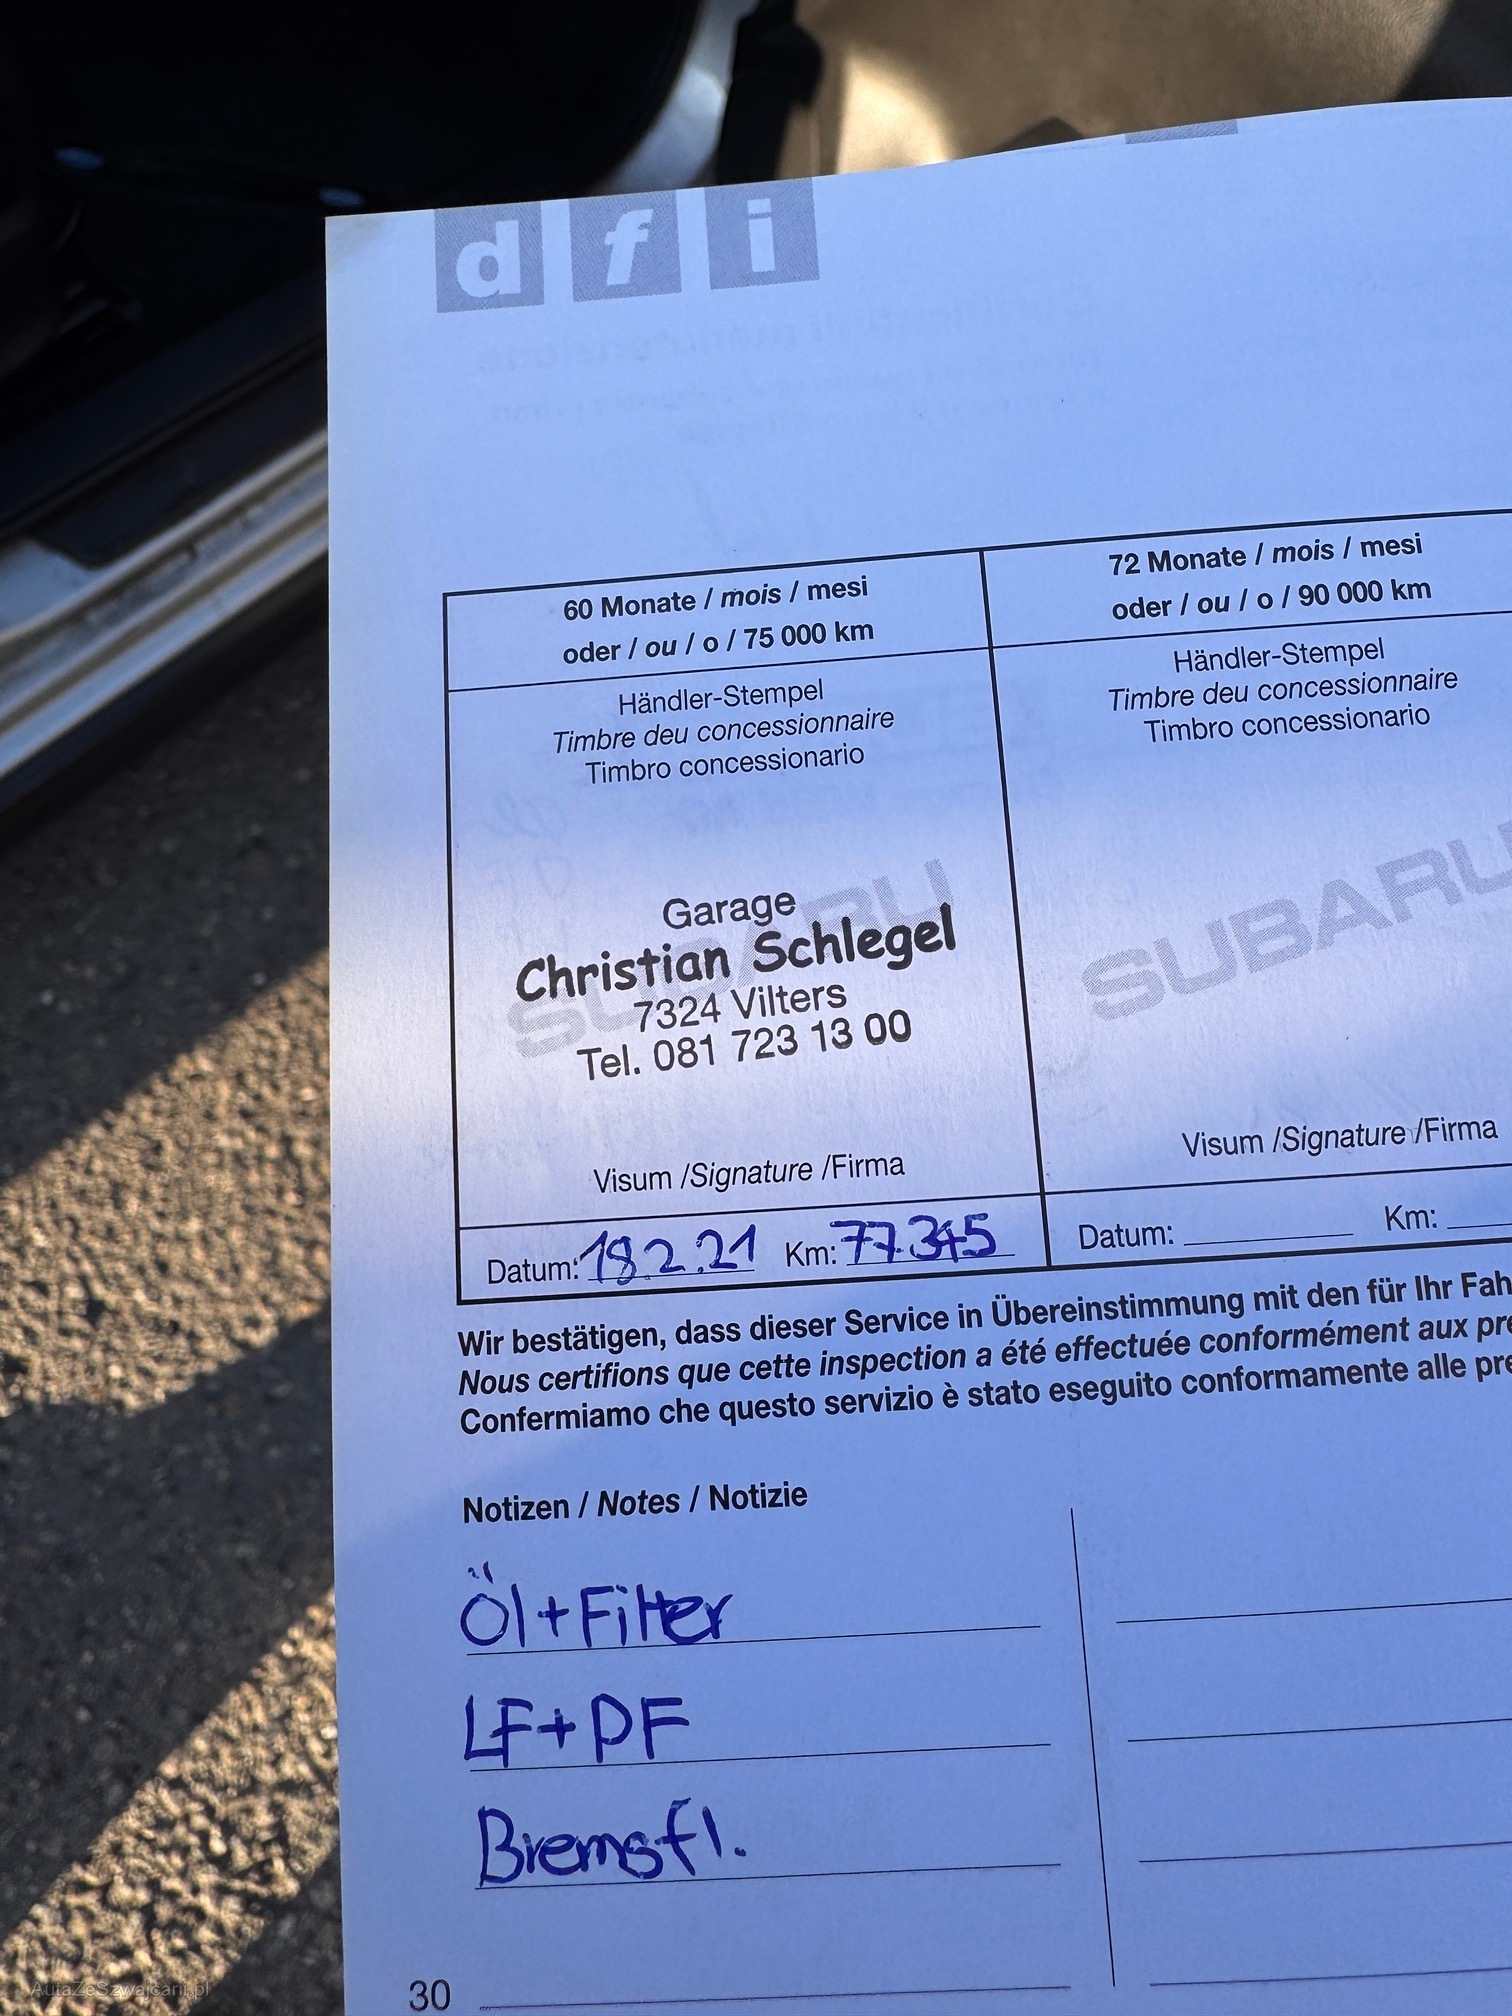 d f i
60 Monate / mois / mesi
oder / ou / o / 75 000 km
Händler-Stempel
Timbre deu concessionnaire
Timbro concessionario
SUBARU
Garage
Christian Schlegel
7324 Vilters
Tel. 081 723 13 00
Visum /Signature /Firma
Datum: 18.2.21 Km: 77.345
72 Monate / mois / mesi
oder / ou / o / 90 000 km
Händler-Stempel
Timbre deu concessionnaire
Timbro concessionario
SUBARU
Visum /Signature /Firma
Datum: Km:
Wir bestätigen, dass dieser Service in Übereinstimmung mit den für Ihr Fah
Nous certifions que cette inspection a été effectuée conformément aux pre
Confermiamo che questo servizio è stato eseguito conformamente alle pre
Notizen / Notes / Notizie
Öl+Filter
LF+PF
Bremsfl.
30
AutaZeSzwajcarii.pl